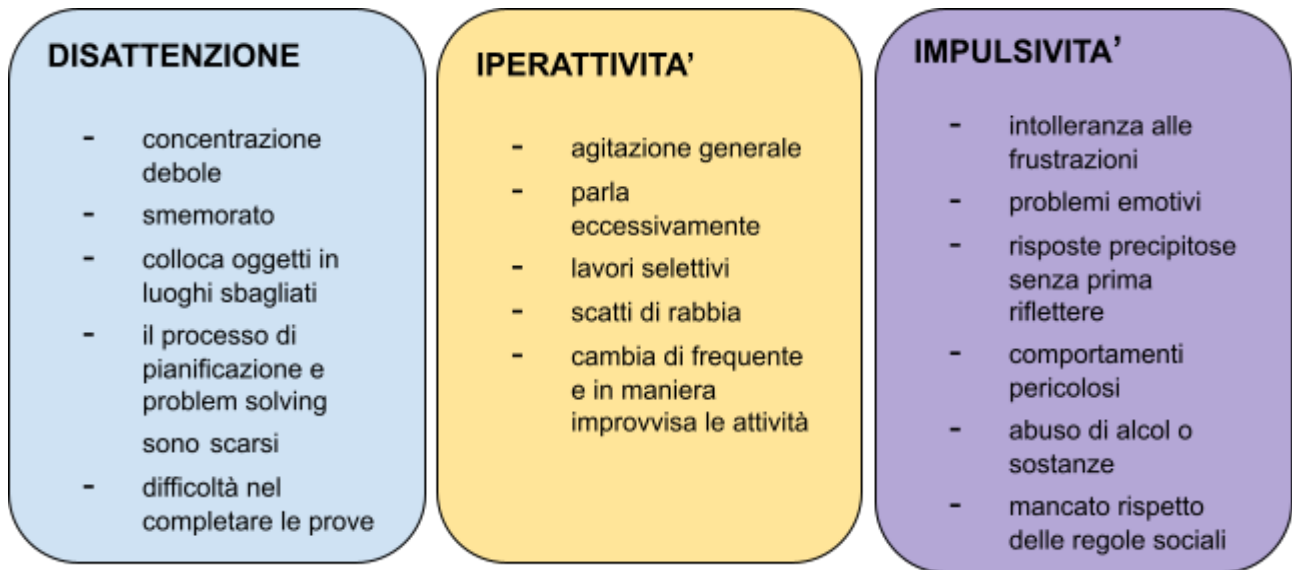 DISATTENZIONE
- concentrazione
debole
- smemorato
- colloca oggetti in
luoghi sbagliati
- il processo di
pianificazione e
problem solving
sono scarsi
- difficoltà nel
completare le prove
IPERATTIVITA’
- agitazione generale
- parla
eccessivamente
- lavori selettivi
- scatti di rabbia
- cambia di frequente
e in maniera
improvvisa le attività
IMPULSIVITA’
- intolleranza alle
frustrazioni
- problemi emotivi
- risposte precipitose
senza prima
riflettere
- comportamenti
pericolosi
- abuso di alcol o
sostanze
- mancato rispetto
delle regole sociali